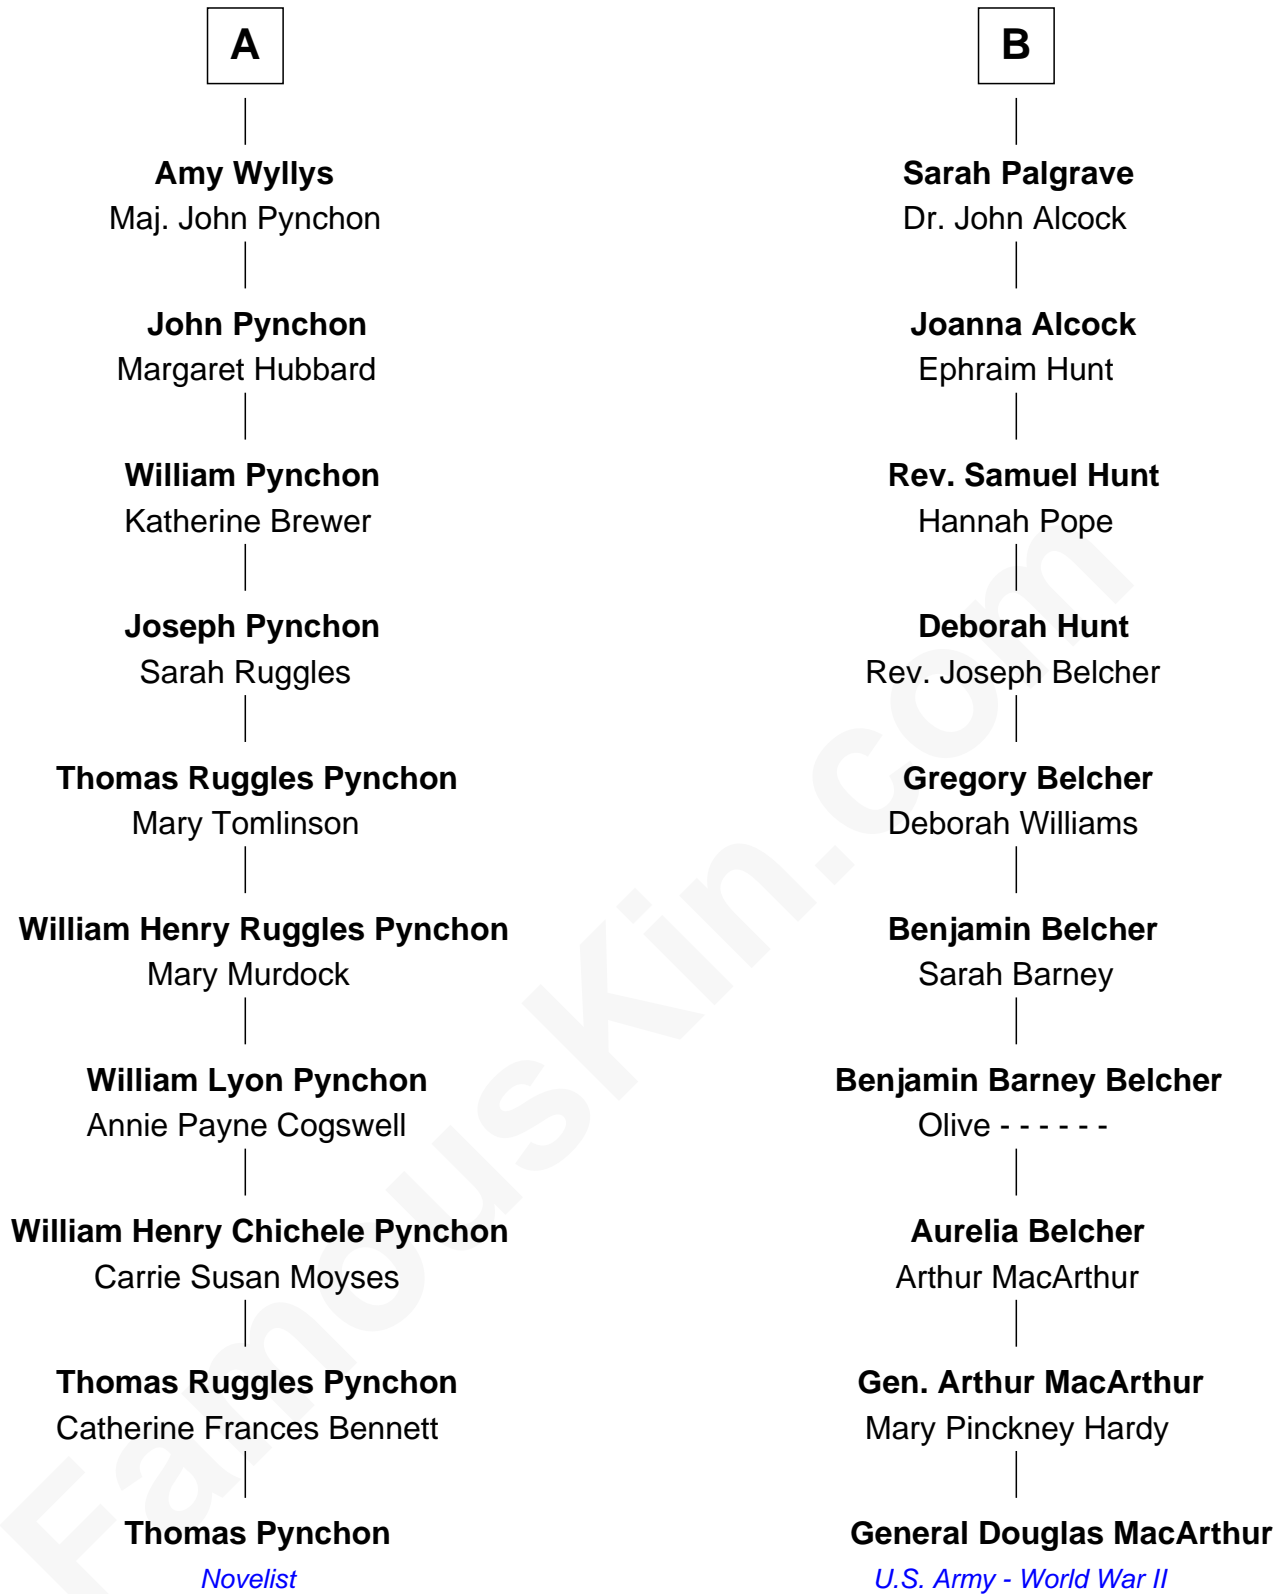 A
Amy Wyllys
Maj. John Pynchon
John Pynchon
Margaret Hubbard
William Pynchon
Katherine Brewer
Joseph Pynchon
Sarah Ruggles
Thomas Ruggles Pynchon
Mary Tomlinson
William Henry Ruggles Pynchon
Mary Murdock
William Lyon Pynchon
Annie Payne Cogswell
William Henry Chichele Pynchon
Carrie Susan Moyses
Thomas Ruggles Pynchon
Catherine Frances Bennett
Thomas Pynchon
Novelist
B
Sarah Palgrave
Dr. John Alcock
Joanna Alcock
Ephraim Hunt
Rev. Samuel Hunt
Hannah Pope
Deborah Hunt
Rev. Joseph Belcher
Gregory Belcher
Deborah Williams
Benjamin Belcher
Sarah Barney
Benjamin Barney Belcher
Olive - - - - - -
Aurelia Belcher
Arthur MacArthur
Gen. Arthur MacArthur
Mary Pinckney Hardy
General Douglas MacArthur
U.S. Army - World War II
FamousKin.com